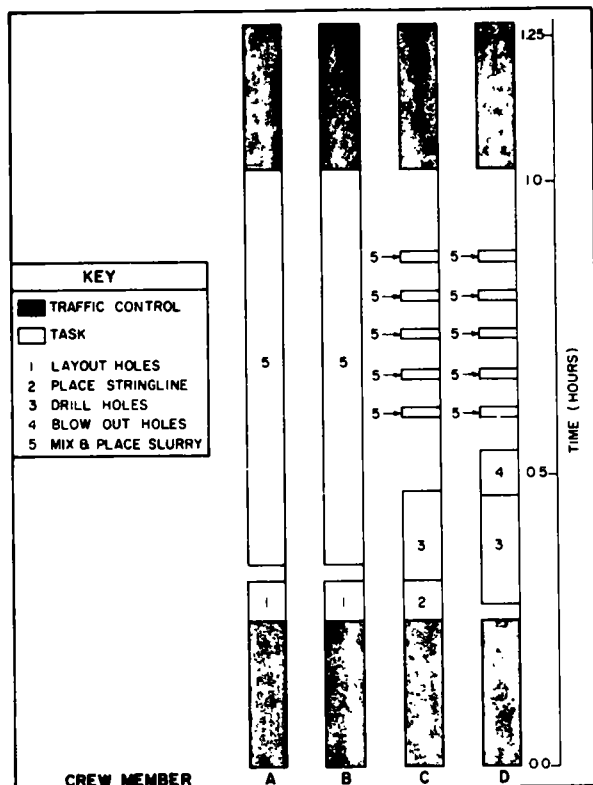 1.25
1.0
5
5
5
5
5
5
5
5
5
5
KEY
TRAFFIC CONTROL
TASK
1 LAYOUT HOLES
2 PLACE STRINGLINE
3 DRILL HOLES
4 BLOW OUT HOLES
5 MIX & PLACE SLURRY
5
5
TIME (HOURS)
4
0.5
3
3
1
1
2
0.0
CREW MEMBER A B C D